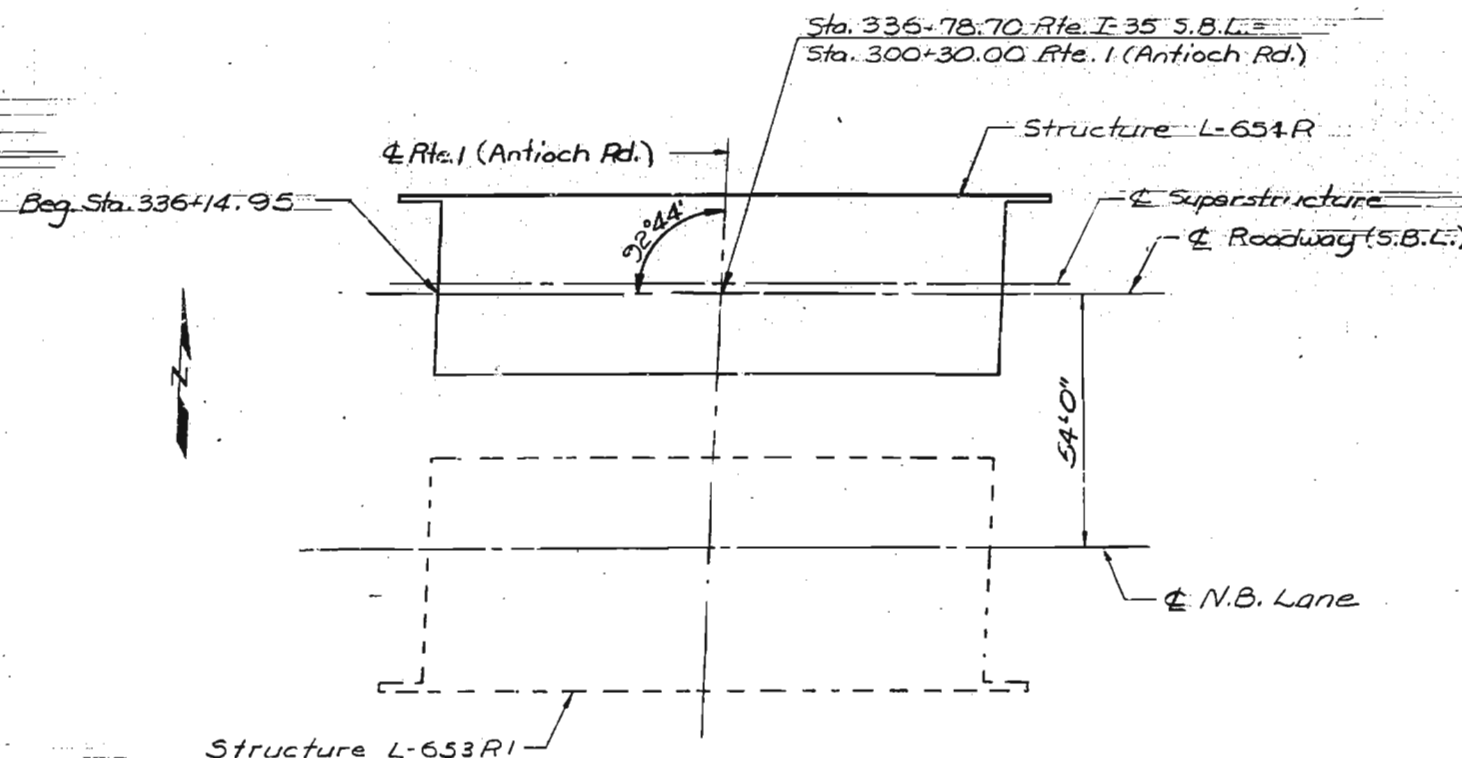 Sta. 336+78.70 Rte. I-35 S.B.L.=
Sta. 300+30.00 Rte. 1 (Antioch Rd.)
Structure L-654R
℄ Rte. 1 (Antioch Rd.)
Beg. Sta. 336+14.95
℄ Superstructure
92°44'
℄ Roadway (S.B.L.)
N
54'-0"
℄ N.B. Lane
Structure L-653R1